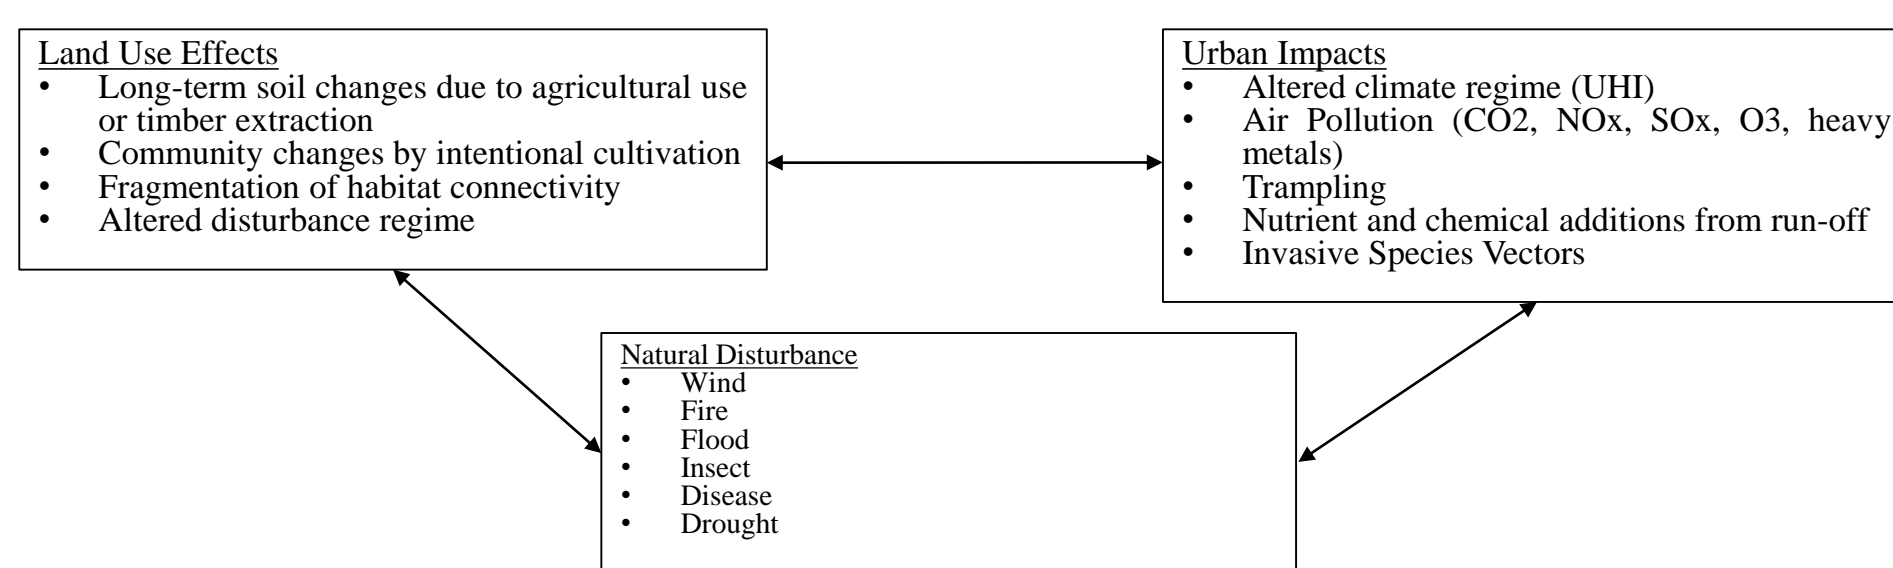 Land Use Effects
• Long-term soil changes due to agricultural use
or timber extraction
• Community changes by intentional cultivation
• Fragmentation of habitat connectivity
• Altered disturbance regime
Urban Impacts
• Altered climate regime (UHI)
• Air Pollution (CO2, NOx, SOx, O3, heavy
metals)
• Trampling
• Nutrient and chemical additions from run-off
• Invasive Species Vectors
Natural Disturbance
• Wind
• Fire
• Flood
• Insect
• Disease
• Drought